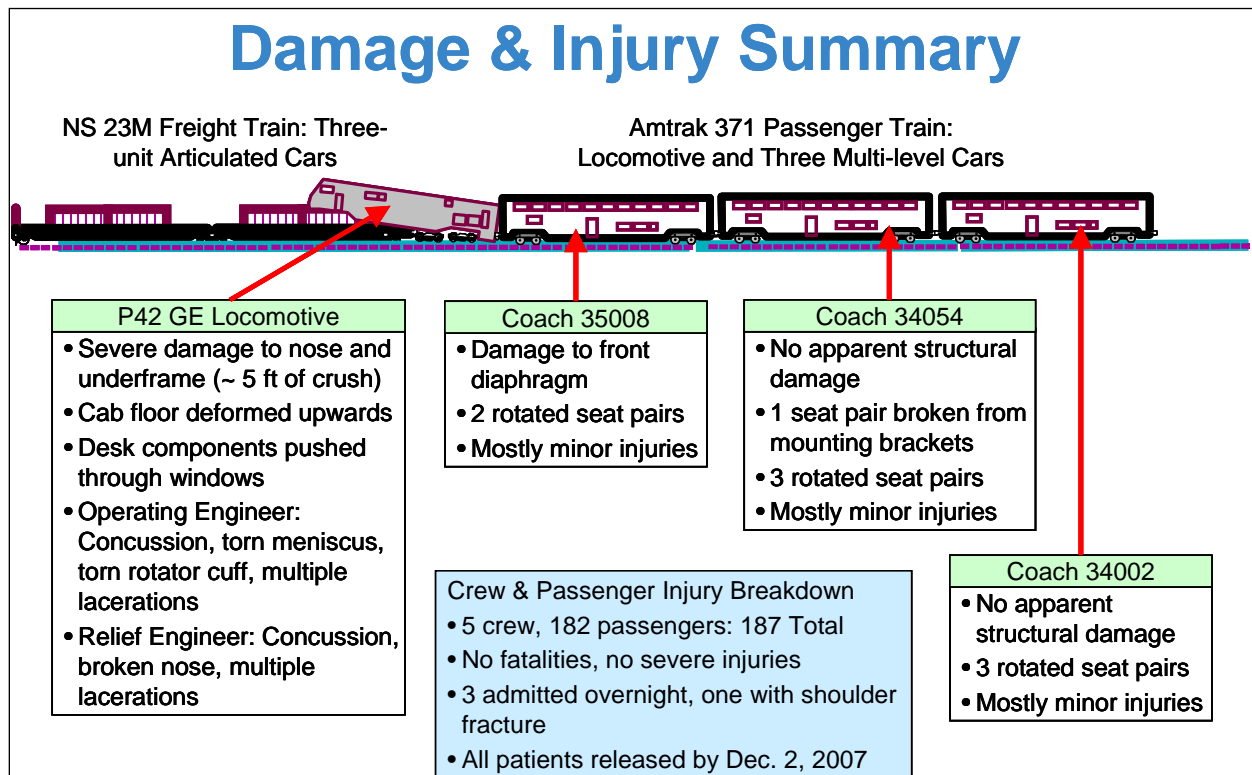 Damage & Injury Summary
NS 23M Freight Train: Three-
unit Articulated Cars
Amtrak 371 Passenger Train:
Locomotive and Three Multi-level Cars
P42 GE Locomotive
• Severe damage to nose and
underframe (~ 5 ft of crush)
• Cab floor deformed upwards
• Desk components pushed
through windows
• Operating Engineer:
Concussion, torn meniscus,
torn rotator cuff, multiple
lacerations
• Relief Engineer: Concussion,
broken nose, multiple
lacerations
Coach 35008
• Damage to front
diaphragm
• 2 rotated seat pairs
• Mostly minor injuries
Coach 34054
• No apparent structural
damage
• 1 seat pair broken from
mounting brackets
• 3 rotated seat pairs
• Mostly minor injuries
Coach 34002
• No apparent
structural damage
• 3 rotated seat pairs
• Mostly minor injuries
Crew & Passenger Injury Breakdown
• 5 crew, 182 passengers: 187 Total
• No fatalities, no severe injuries
• 3 admitted overnight, one with shoulder
fracture
• All patients released by Dec. 2, 2007